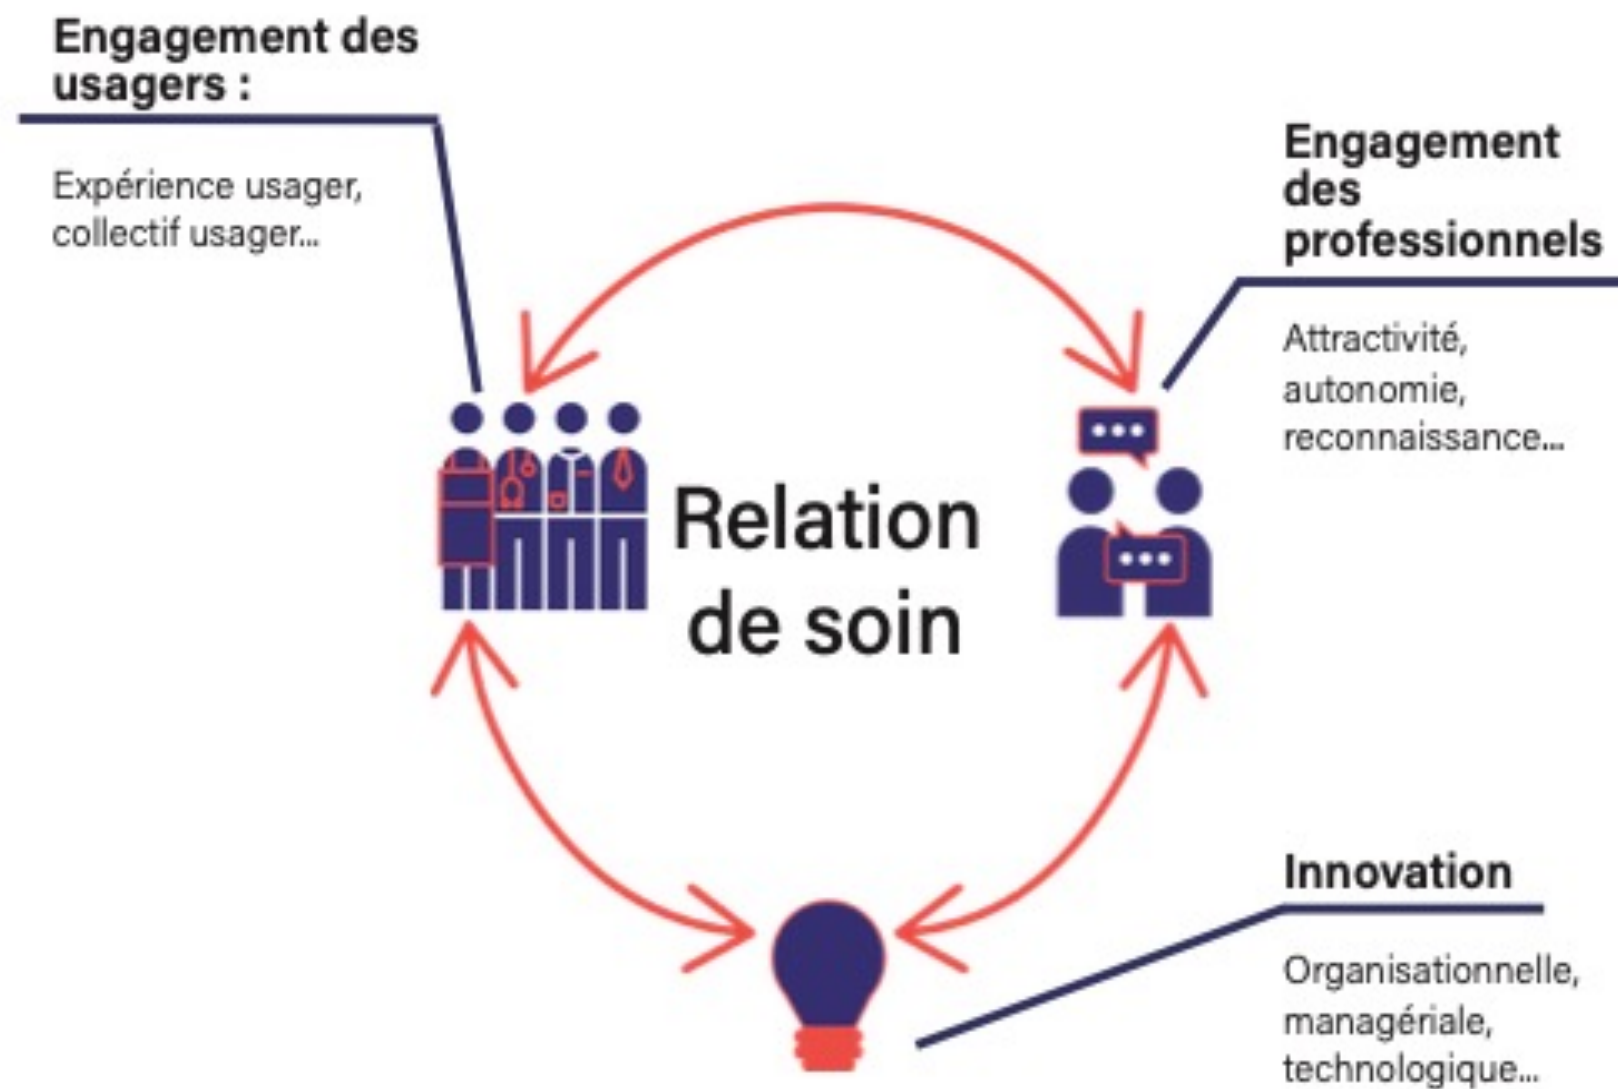 Engagement des
usagers :
Expérience usager,
collectif usager...
Engagement
des
professionnels
Attractivité,
autonomie,
reconnaissance...
Relation
de soin
Innovation
Organisationnelle,
managériale,
technologique...